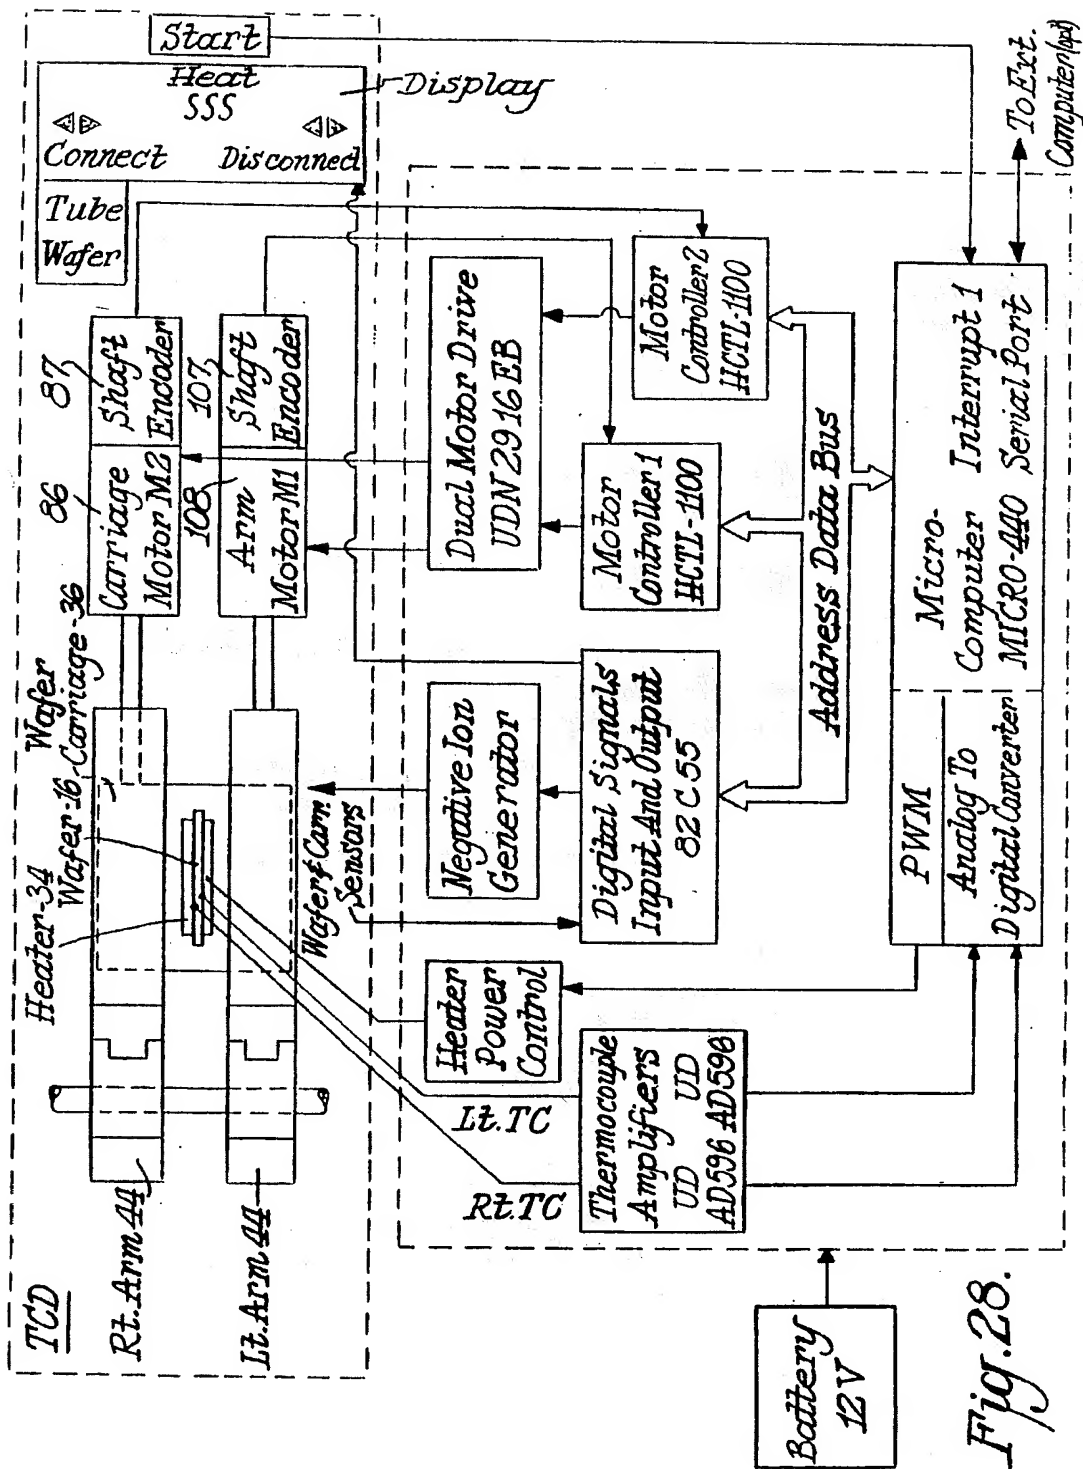 TCD
Rt. Arm 44
Lt. Arm 44
Heater-34
Wafer-16
Wafer
Carriage-36
86
Carriage
Motor M2
87
Shaft
Encoder
108
Arm
Motor M1
107
Shaft
Encoder
Tube
Wafer
Connect
Heat
SSS
Disconnect
Start
Display
Wafer & Carr.
Sensors
Lt. TC
Rt. TC
Heater
Power
Control
Negative Ion
Generator
Dual Motor Drive
UDN 2916 EB
Thermocouple
Amplifiers
UD UD
AD596 AD596
Digital Signals
Input And Output
82C55
Motor
Controller 1
HCTL-1100
Motor
Controller 2
HCTL-1100
Address Data Bus
PWM
Analog To
Digital Converter
Micro-
Computer
MICRO-440
Interrupt 1
Serial Port
To Ext.
Computer (opt)
Battery
12V
Fig. 28.